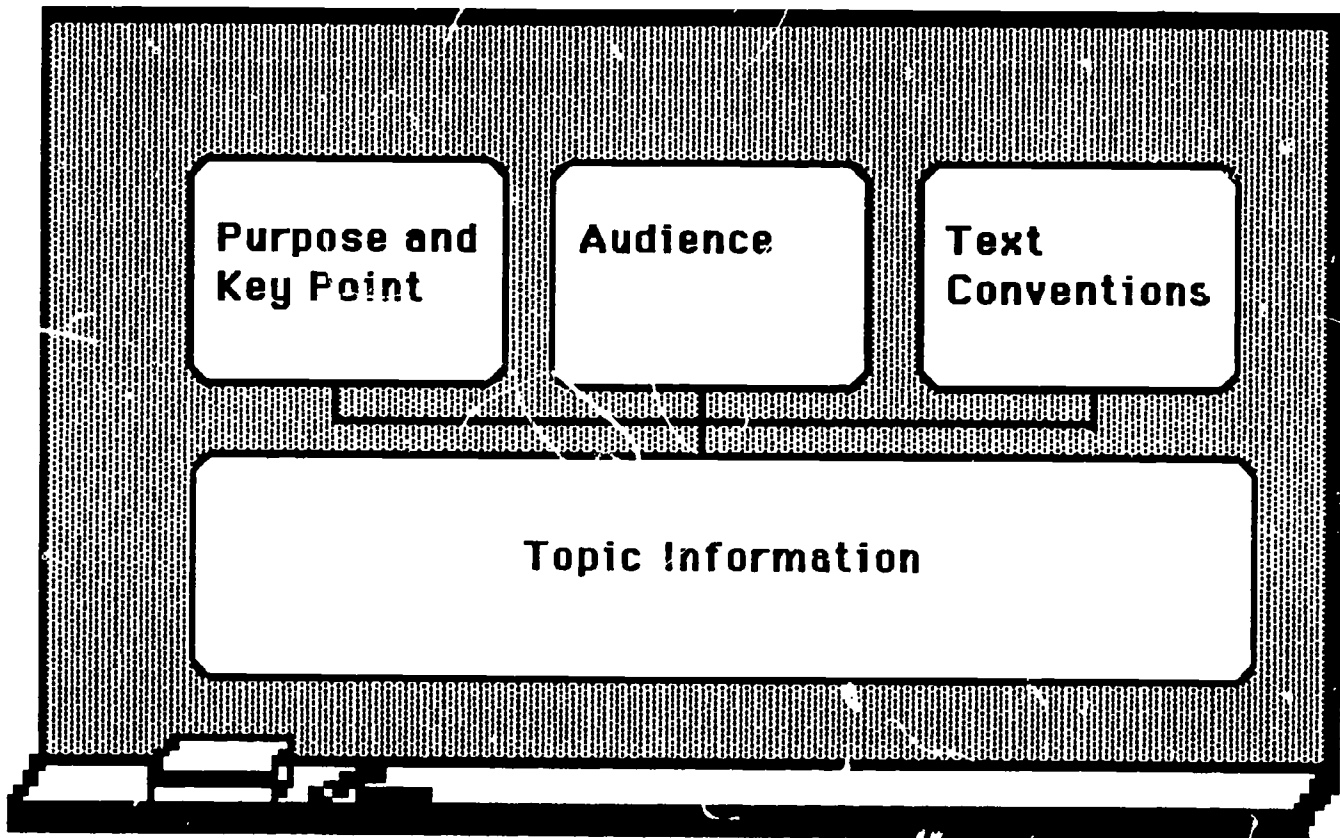 Purpose and
Key Point
Audience
Text
Conventions
Topic Information